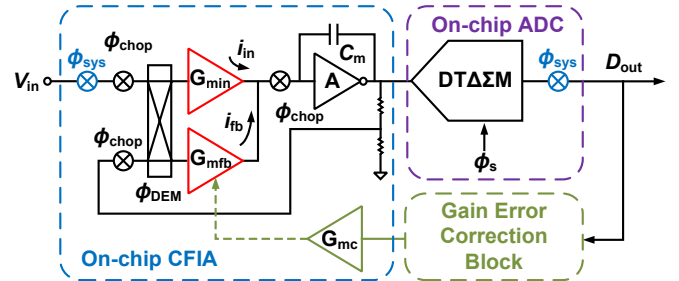 On-chip ADC
ϕsys
ϕchop
iin
Cm
Vin
Gmin
A
DTΔΣM
ϕsys
Dout
ϕchop
ifb
ϕchop
Gmfb
ϕDEM
ϕs
Gmc
Gain Error
Correction
Block
On-chip CFIA